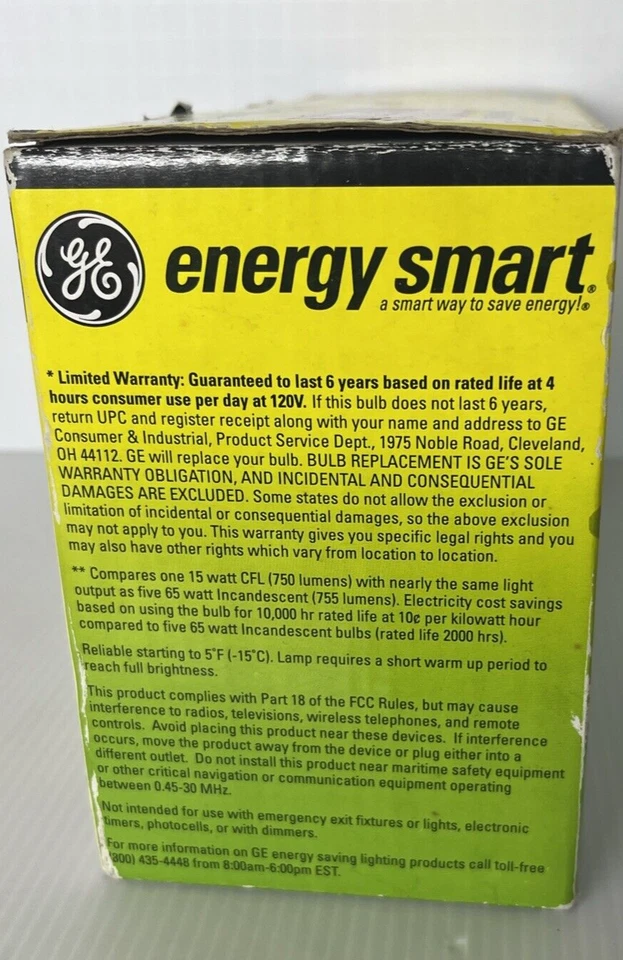 GE
energy smart®
a smart way to save energy!®
* Limited Warranty: Guaranteed to last 6 years based on rated life at 4
hours consumer use per day at 120V. If this bulb does not last 6 years,
return UPC and register receipt along with your name and address to GE
Consumer & Industrial, Product Service Dept., 1975 Noble Road, Cleveland,
OH 44112. GE will replace your bulb. BULB REPLACEMENT IS GE'S SOLE
WARRANTY OBLIGATION, AND INCIDENTAL AND CONSEQUENTIAL
DAMAGES ARE EXCLUDED. Some states do not allow the exclusion or
limitation of incidental or consequential damages, so the above exclusion
may not apply to you. This warranty gives you specific legal rights and you
may also have other rights which vary from location to location.
** Compares one 15 watt CFL (750 lumens) with nearly the same light
output as five 65 watt Incandescent (755 lumens). Electricity cost savings
based on using the bulb for 10,000 hr rated life at 10¢ per kilowatt hour
compared to five 65 watt Incandescent bulbs (rated life 2000 hrs).
Reliable starting to 5°F (-15°C). Lamp requires a short warm up period to
reach full brightness.
This product complies with Part 18 of the FCC Rules, but may cause
interference to radios, televisions, wireless telephones, and remote
controls. Avoid placing this product near these devices. If interference
occurs, move the product away from the device or plug either into a
different outlet. Do not install this product near maritime safety equipment
or other critical navigation or communication equipment operating
between 0.45-30 MHz.
Not intended for use with emergency exit fixtures or lights, electronic
timers, photocells, or with dimmers.
For more information on GE energy saving lighting products call toll-free
(800) 435-4448 from 8:00am-6:00pm EST.